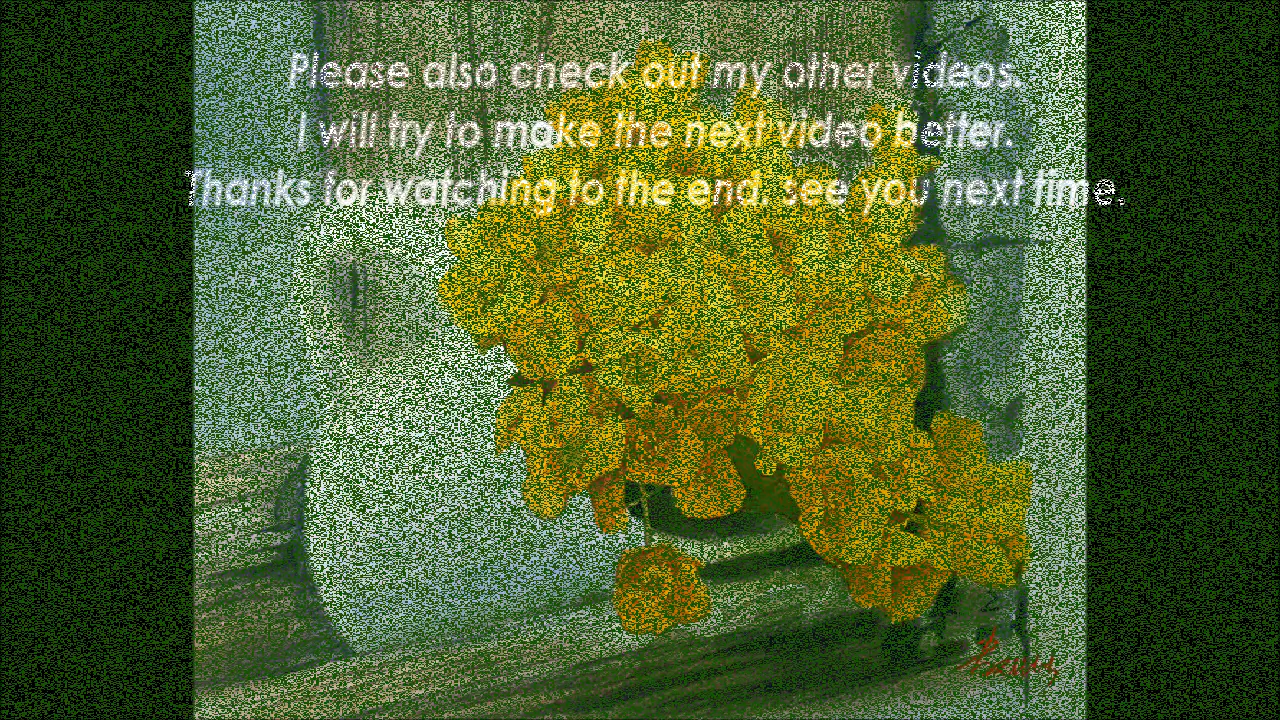 Please also check out my other videos.
I will try to make the next video better.
Thanks for watching to the end. see you next time.